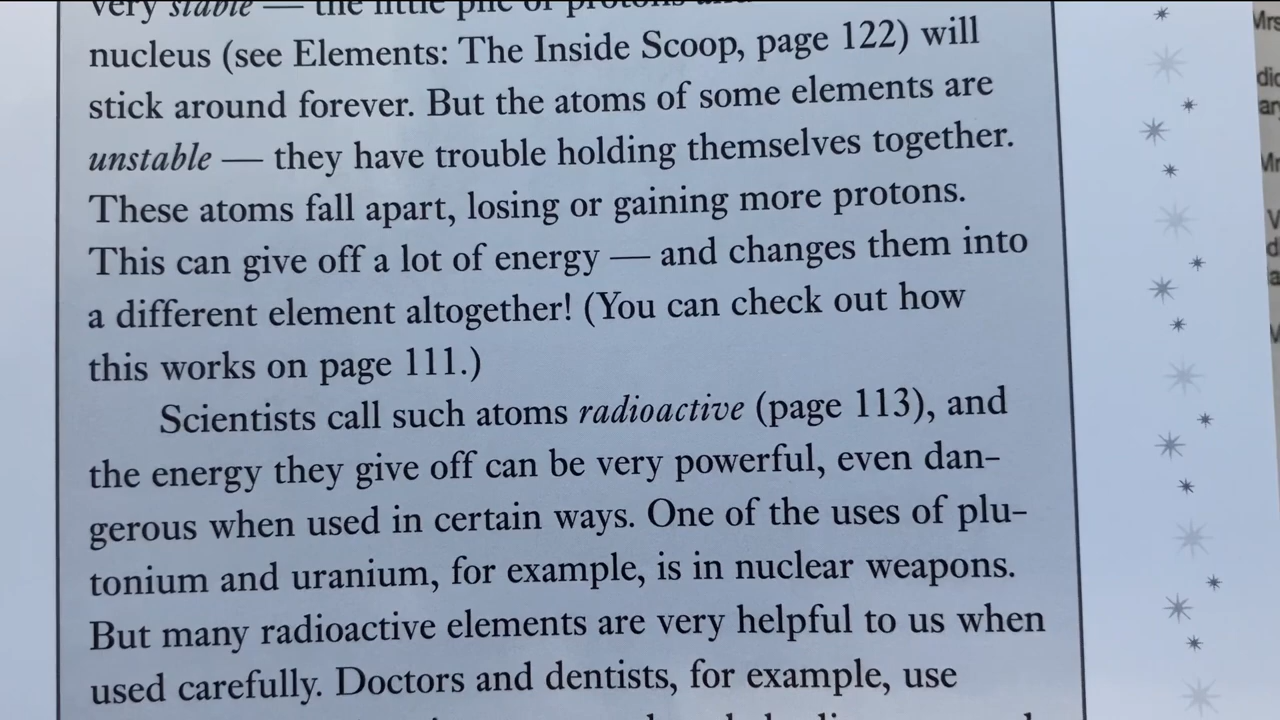 very stable — the little pile of protons
nucleus (see Elements: The Inside Scoop, page 122) will
stick around forever. But the atoms of some elements are
unstable — they have trouble holding themselves together.
These atoms fall apart, losing or gaining more protons.
This can give off a lot of energy — and changes them into
a different element altogether! (You can check out how
this works on page 111.)
Scientists call such atoms radioactive (page 113), and
the energy they give off can be very powerful, even dan-
gerous when used in certain ways. One of the uses of plu-
tonium and uranium, for example, is in nuclear weapons.
But many radioactive elements are very helpful to us when
used carefully. Doctors and dentists, for example, use
Mrs